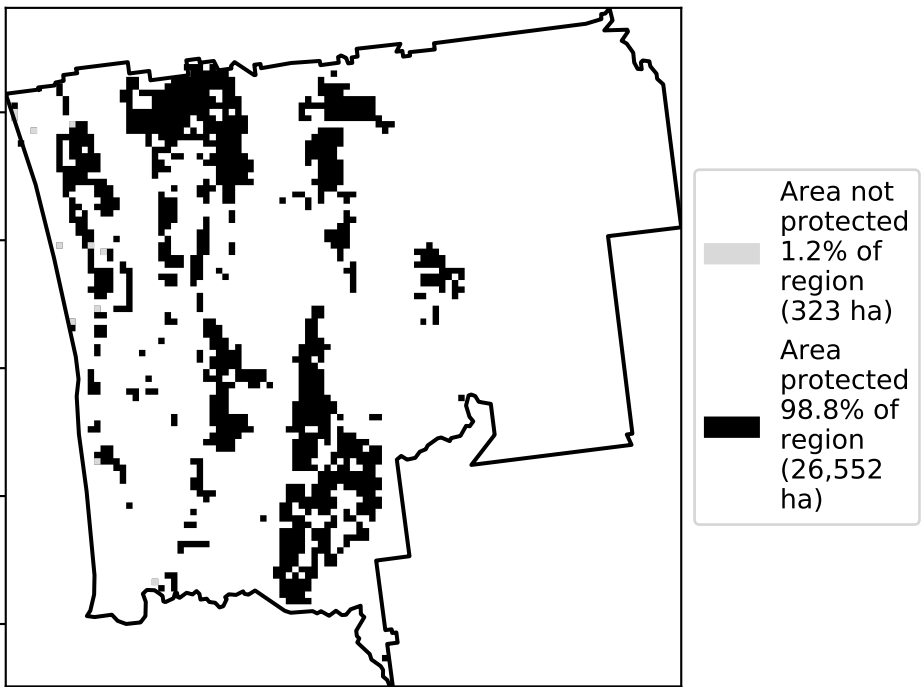 Area not
protected
1.2% of
region
(323 ha)
Area
protected
98.8% of
region
(26,552
ha)